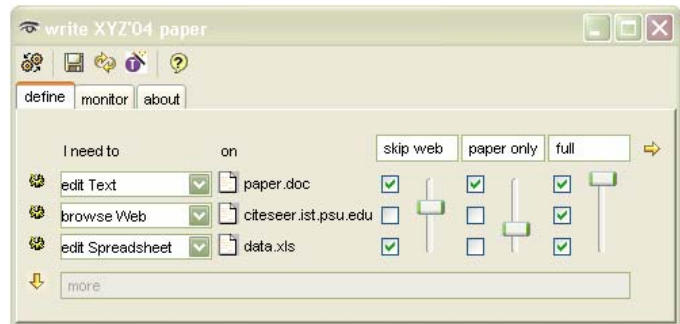 write XYZ'04 paper
define monitor about
I need to on skip web paper only full
edit Text paper.doc
browse Web citeseer.ist.psu.edu
edit Spreadsheet data.xls
more